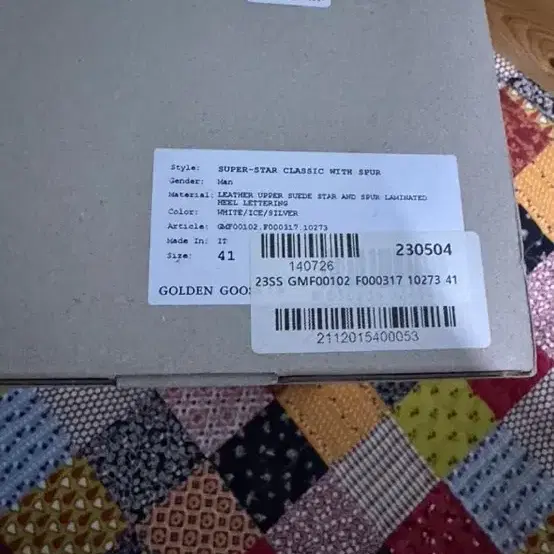 Style: SUPER-STAR CLASSIC WITH SPUR
Gender: Man
Material: LEATHER UPPER SUEDE STAR AND SPUR LAMINATED
HEEL LETTERING
Color: WHITE/ICE/SILVER
Article: GMF00102.F000317.10273
Made In: IT
Size: 41
GOLDEN GOOS
230504
140726
23SS GMF00102 F000317 10273 41
2112015400053